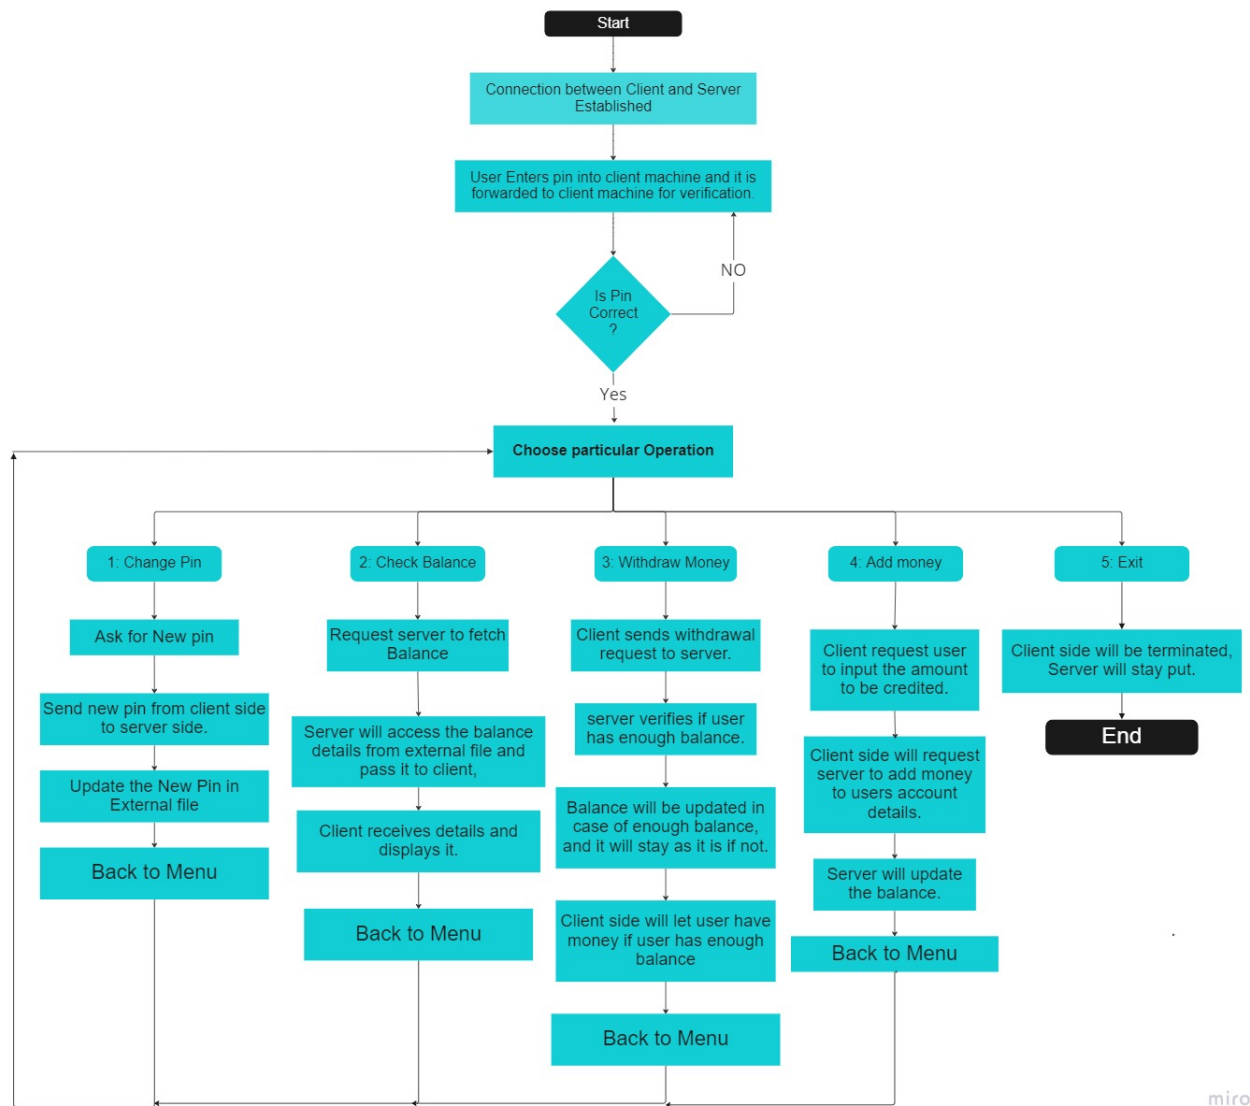 Start
Connection between Client and Server
Established
User Enters pin into client machine and it is
forwarded to client machine for verification.
NO
Is Pin
Correct
?
Yes
Choose particular Operation
1: Change Pin
2: Check Balance
3: Withdraw Money
4: Add money
5: Exit
Ask for New pin
Send new pin from client side
to server side.
Update the New Pin in
External file
Back to Menu
Request server to fetch
Balance
Server will access the balance
details from external file and
pass it to client,
Client receives details and
displays it.
Back to Menu
Client sends withdrawal
request to server.
server verifies if user
has enough balance.
Balance will be updated in
case of enough balance,
and it will stay as it is if not.
Client side will let user have
money if user has enough
balance
Back to Menu
Client request user
to input the amount
to be credited.
Client side will request
server to add money
to users account
details.
Server will update
the balance.
Back to Menu
Client side will be terminated,
Server will stay put.
End
miro